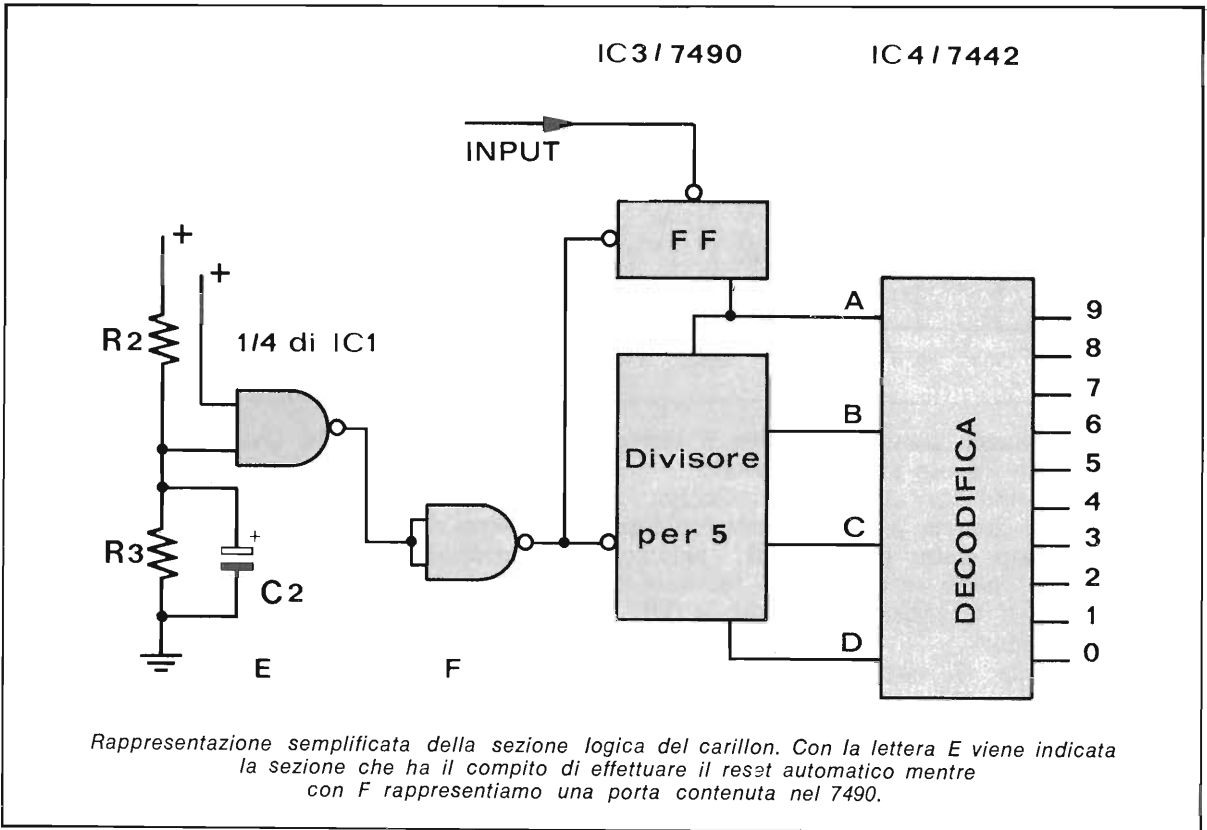 IC3/7490 IC4/7442
INPUT
F F
+
+
R2
1/4 di IC1
A
9
8
7
B
6
Divisore
5
4
R3
+
per 5
C
3
C2
2
1
D
0
DECODIFICA
E F
Rappresentazione semplificata della sezione logica del carillon. Con la lettera E viene indicata
la sezione che ha il compito di effettuare il reset automatico mentre
con F rappresentiamo una porta contenuta nel 7490.